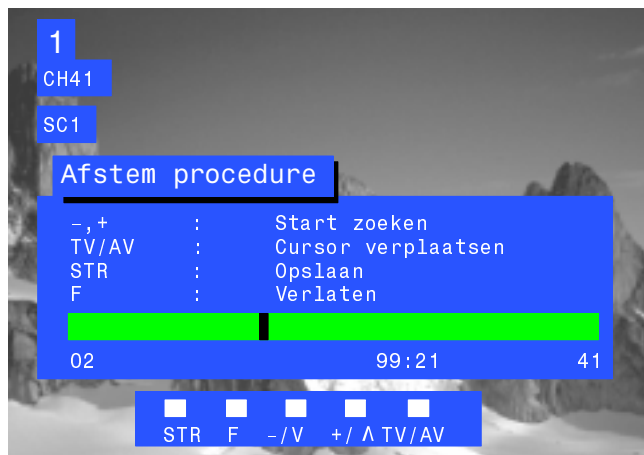 1
CH41
SC1
Afstem procedure
–,+ : Start zoeken
TV/AV : Cursor verplaatsen
STR : Opslaan
F : Verlaten
02 99:21 41
STR F –/V +/Λ TV/AV